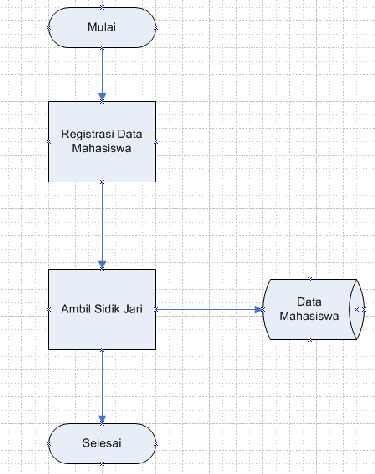 Mulai
Registrasi Data
Mahasiswa
Ambil Sidik Jari
Data
Mahasiswa
Selesai